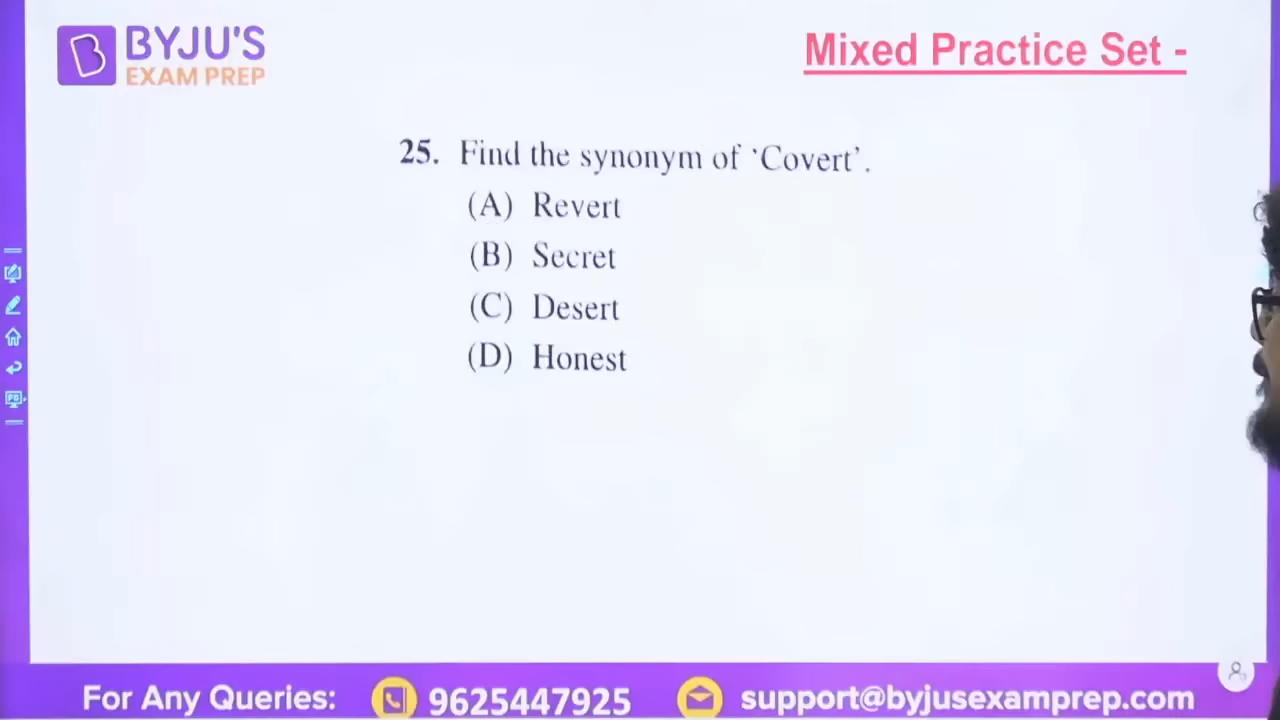 BYJU'S
EXAM PREP
Mixed Practice Set -
25. Find the synonym of ‘Covert’.
(A) Revert
(B) Secret
(C) Desert
(D) Honest
For Any Queries: 9625447925 support@byjusexamprep.com